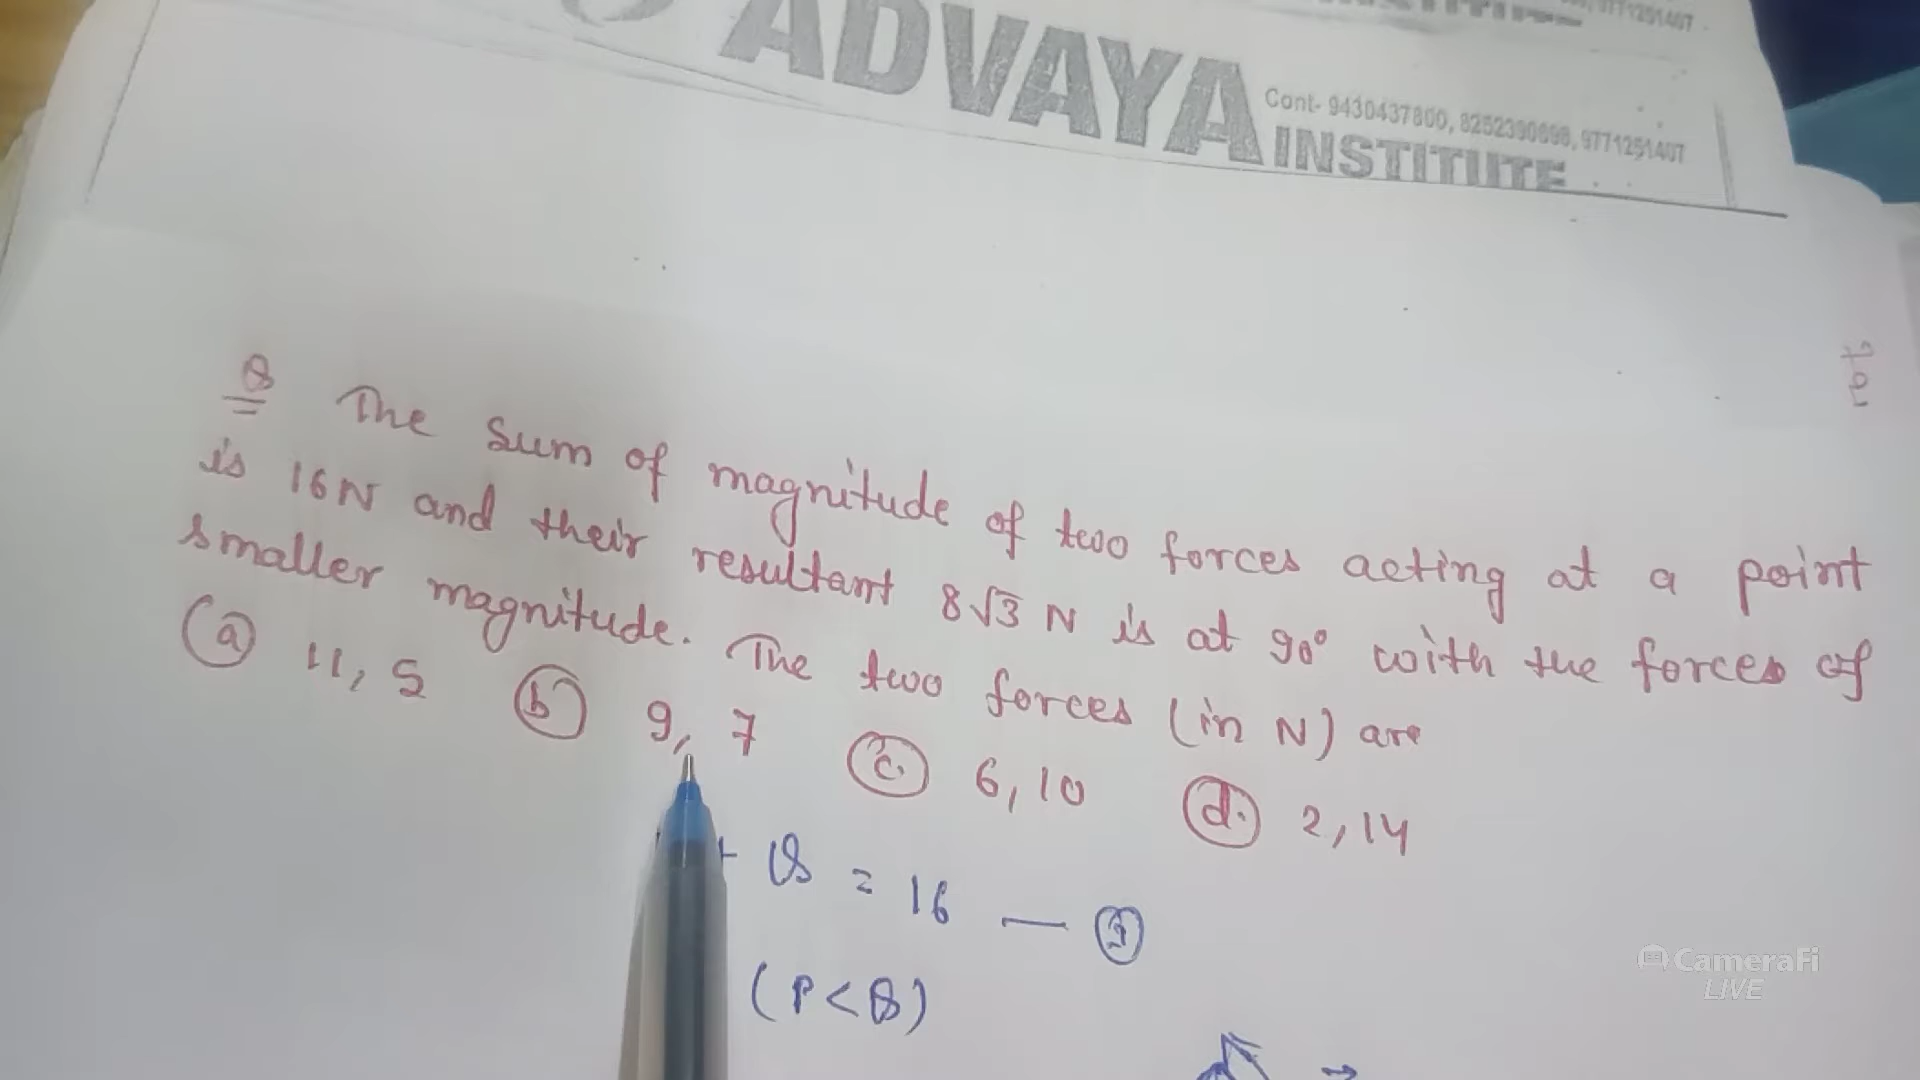 ADVAYA
Cont- 9430437800, 8252390698, 9771251407
INSTITUTE
Q The sum of magnitude of two forces acting at a point
is 16N and their resultant 8√3 N is at 90° with the forces of
smaller magnitude. The two forces (in N) are
(a) 11, 5 (b) 9, 7 (c) 6, 10 (d) 2, 14
+ Q = 16 — (1)
(P < Q)
CameraFi
LIVE